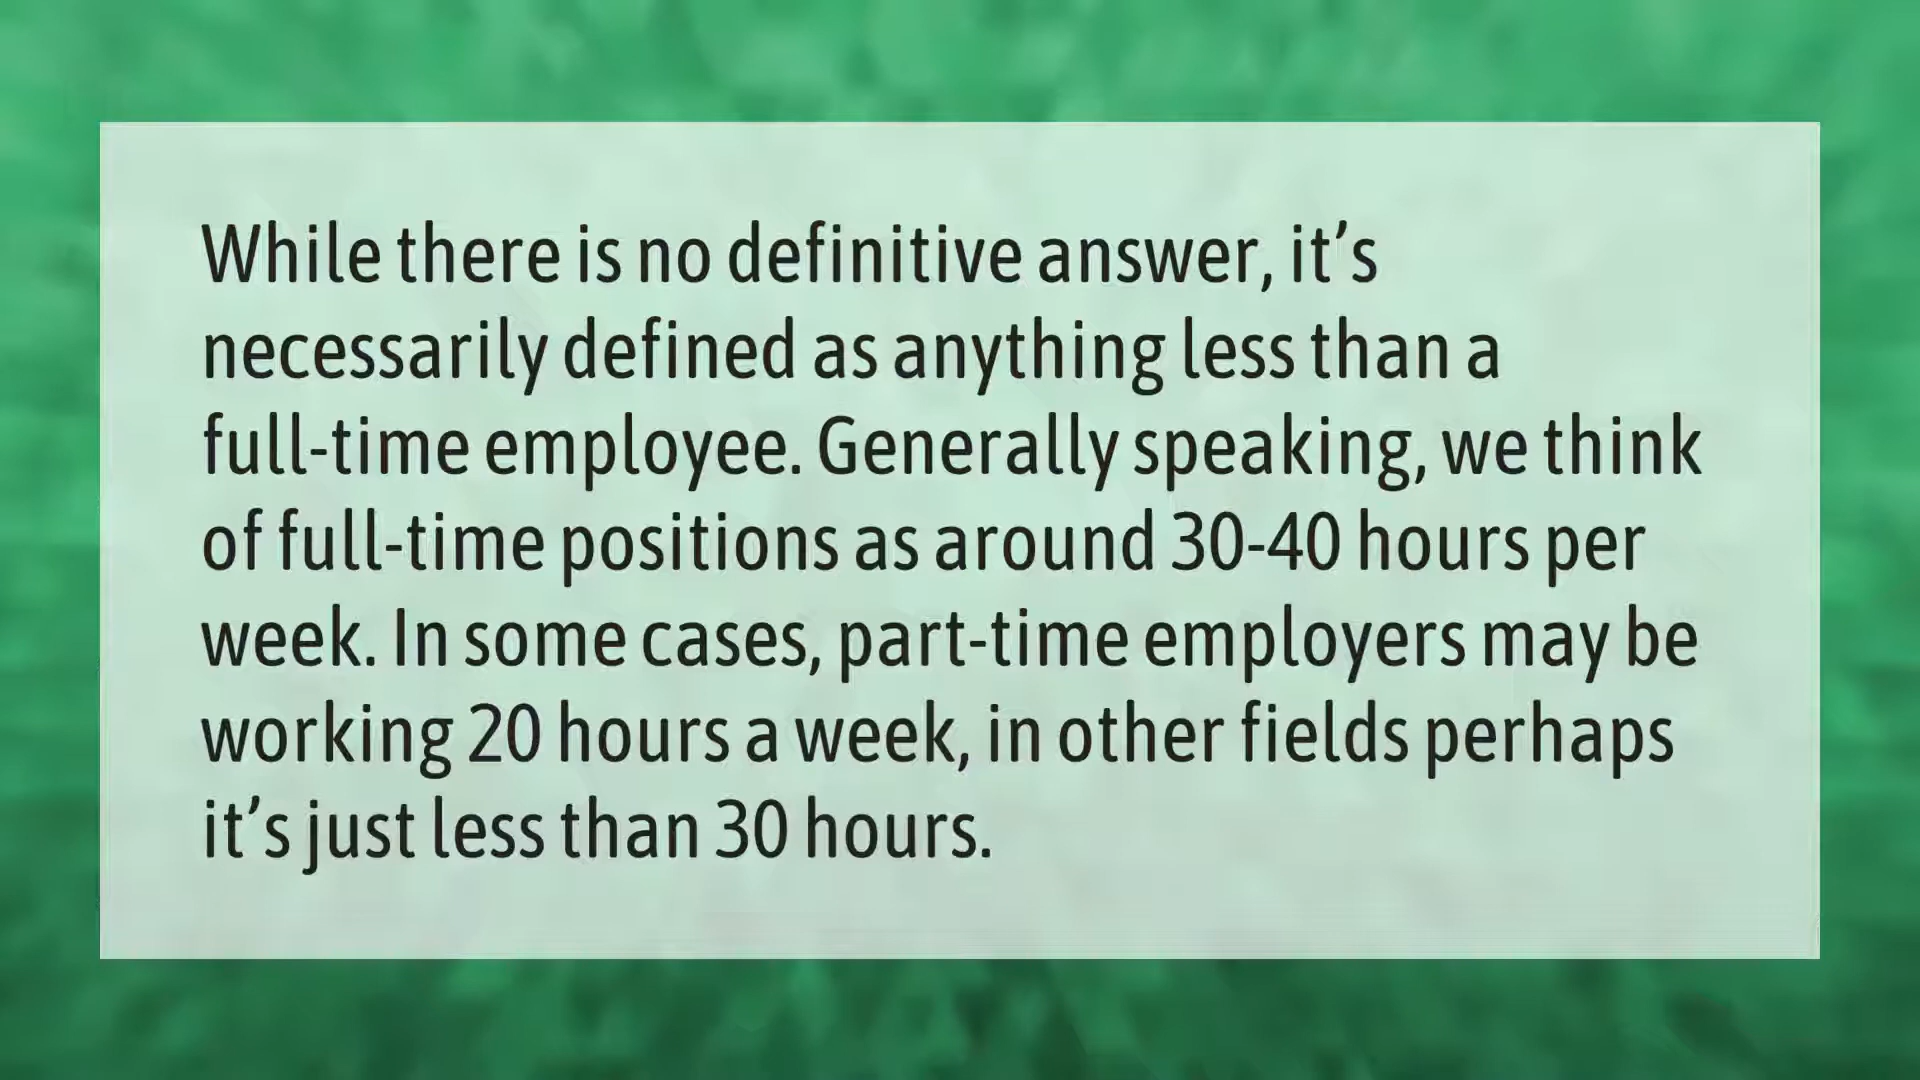 While there is no definitive answer, it’s
necessarily defined as anything less than a
full-time employee. Generally speaking, we think
of full-time positions as around 30-40 hours per
week. In some cases, part-time employers may be
working 20 hours a week, in other fields perhaps
it’s just less than 30 hours.